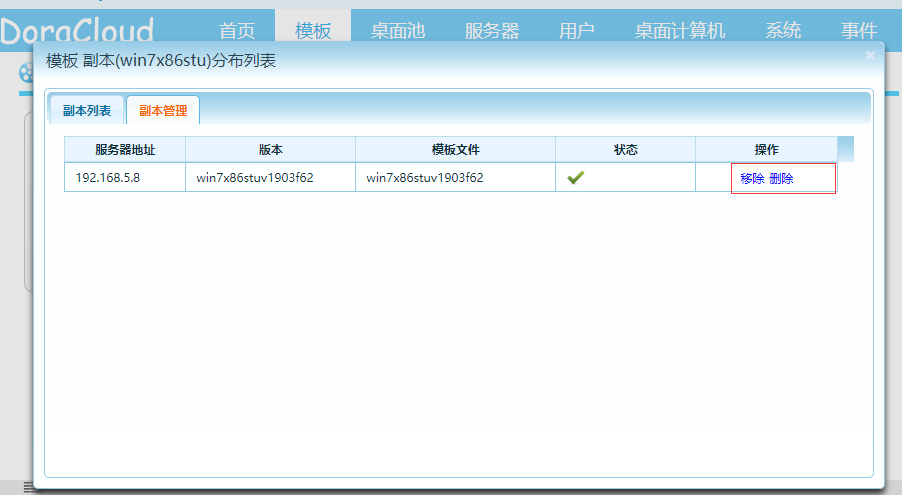 DoraCloud 首页 模板 桌面池 服务器 用户 桌面计算机 系统 事件
模板 副本(win7x86stu)分布列表
副本列表 副本管理
服务器地址 版本 模板文件 状态 操作
192.168.5.8 win7x86stuv1903f62 win7x86stuv1903f62 移除 删除